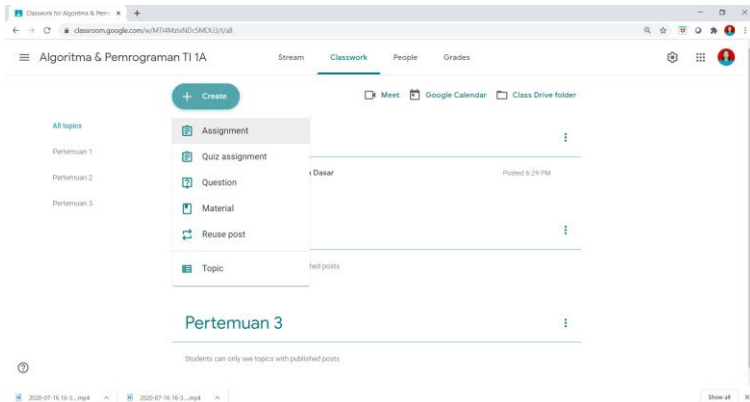 Classwork for Algoritma & Pem
classroom.google.com/w/MTI4MzIxNDc5MDU3/t/all
Algoritma & Pemrograman TI 1A
Stream
Classwork
People
Grades
Create
Meet
Google Calendar
Class Drive folder
All topics
Pertemuan 1
Pertemuan 2
Pertemuan 3
Assignment
Quiz assignment
Question
Material
Reuse post
Topic
Dasar
Posted 6:29 PM
posts
Pertemuan 3
Students can only see topics with published posts
2020-07-16 16-3....mp4
2020-07-16 16-3....mp4
Show all